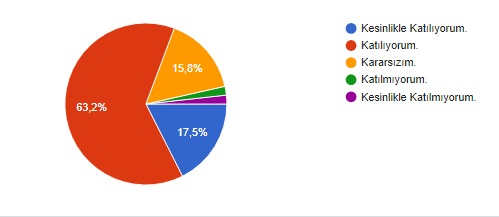 Kesinlikle Katılıyorum.
Katılıyorum.
Kararsızım.
Katılmıyorum.
Kesinlikle Katılmıyorum.
15,8%
63,2%
17,5%